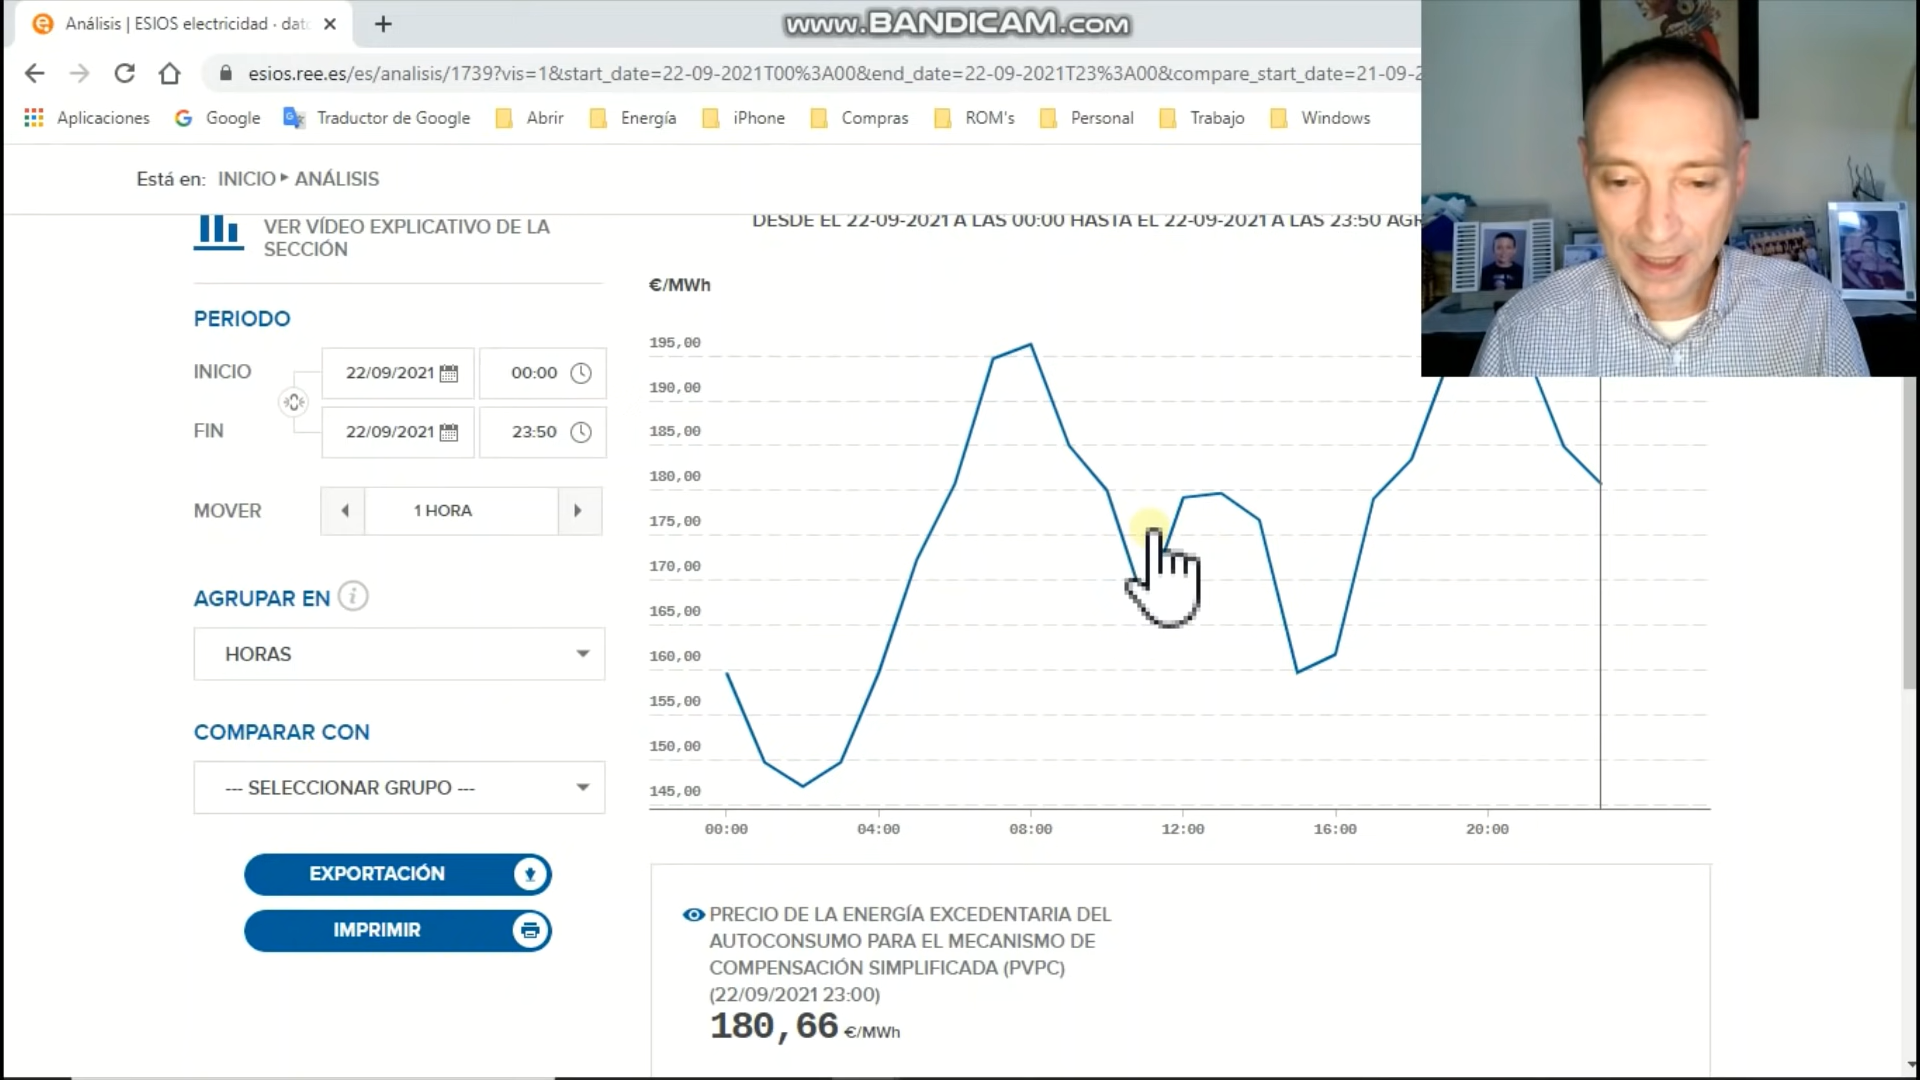 Análisis | ESIOS electricidad · dato
www.BANDICAM.com
esios.ree.es/es/analisis/1739?vis=1&start_date=22-09-2021T00%3A00&end_date=22-09-2021T23%3A00&compare_start_date=21-09-2
Aplicaciones Google Traductor de Google Abrir Energía iPhone Compras ROM's Personal Trabajo Windows
Está en: INICIO ▸ ANÁLISIS
VER VÍDEO EXPLICATIVO DE LA
SECCIÓN
DESDE EL 22-09-2021 A LAS 00:00 HASTA EL 22-09-2021 A LAS 23:50 AGR
PERIODO
INICIO 22/09/2021 00:00
FIN 22/09/2021 23:50
MOVER 1 HORA
AGRUPAR EN
HORAS
COMPARAR CON
--- SELECCIONAR GRUPO ---
EXPORTACIÓN
IMPRIMIR
€/MWh
195,00
190,00
185,00
180,00
175,00
170,00
165,00
160,00
155,00
150,00
145,00
00:00 04:00 08:00 12:00 16:00 20:00
PRECIO DE LA ENERGÍA EXCEDENTARIA DEL
AUTOCONSUMO PARA EL MECANISMO DE
COMPENSACIÓN SIMPLIFICADA (PVPC)
(22/09/2021 23:00)
180,66 €/MWh